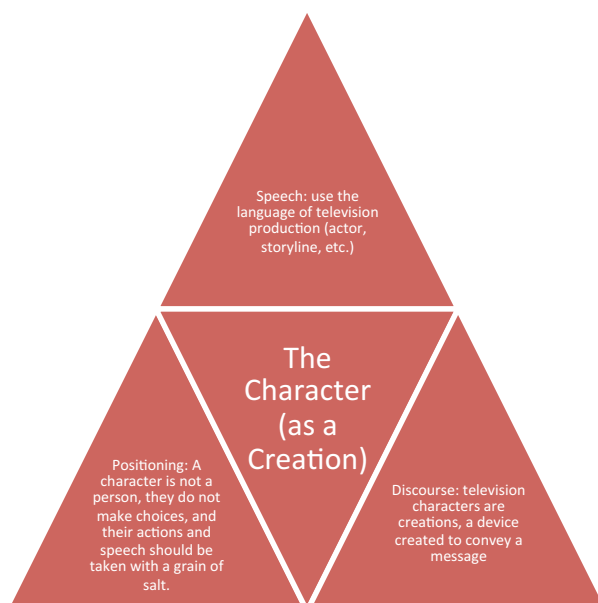 Speech: use the
language of television
production (actor,
storyline, etc.)
The
Character
(as a
Creation)
Positioning: A
character is not a
person, they do not
make choices, and
their actions and
speech should be
taken with a grain of
salt.
Discourse: television
characters are
creations, a device
created to convey a
message